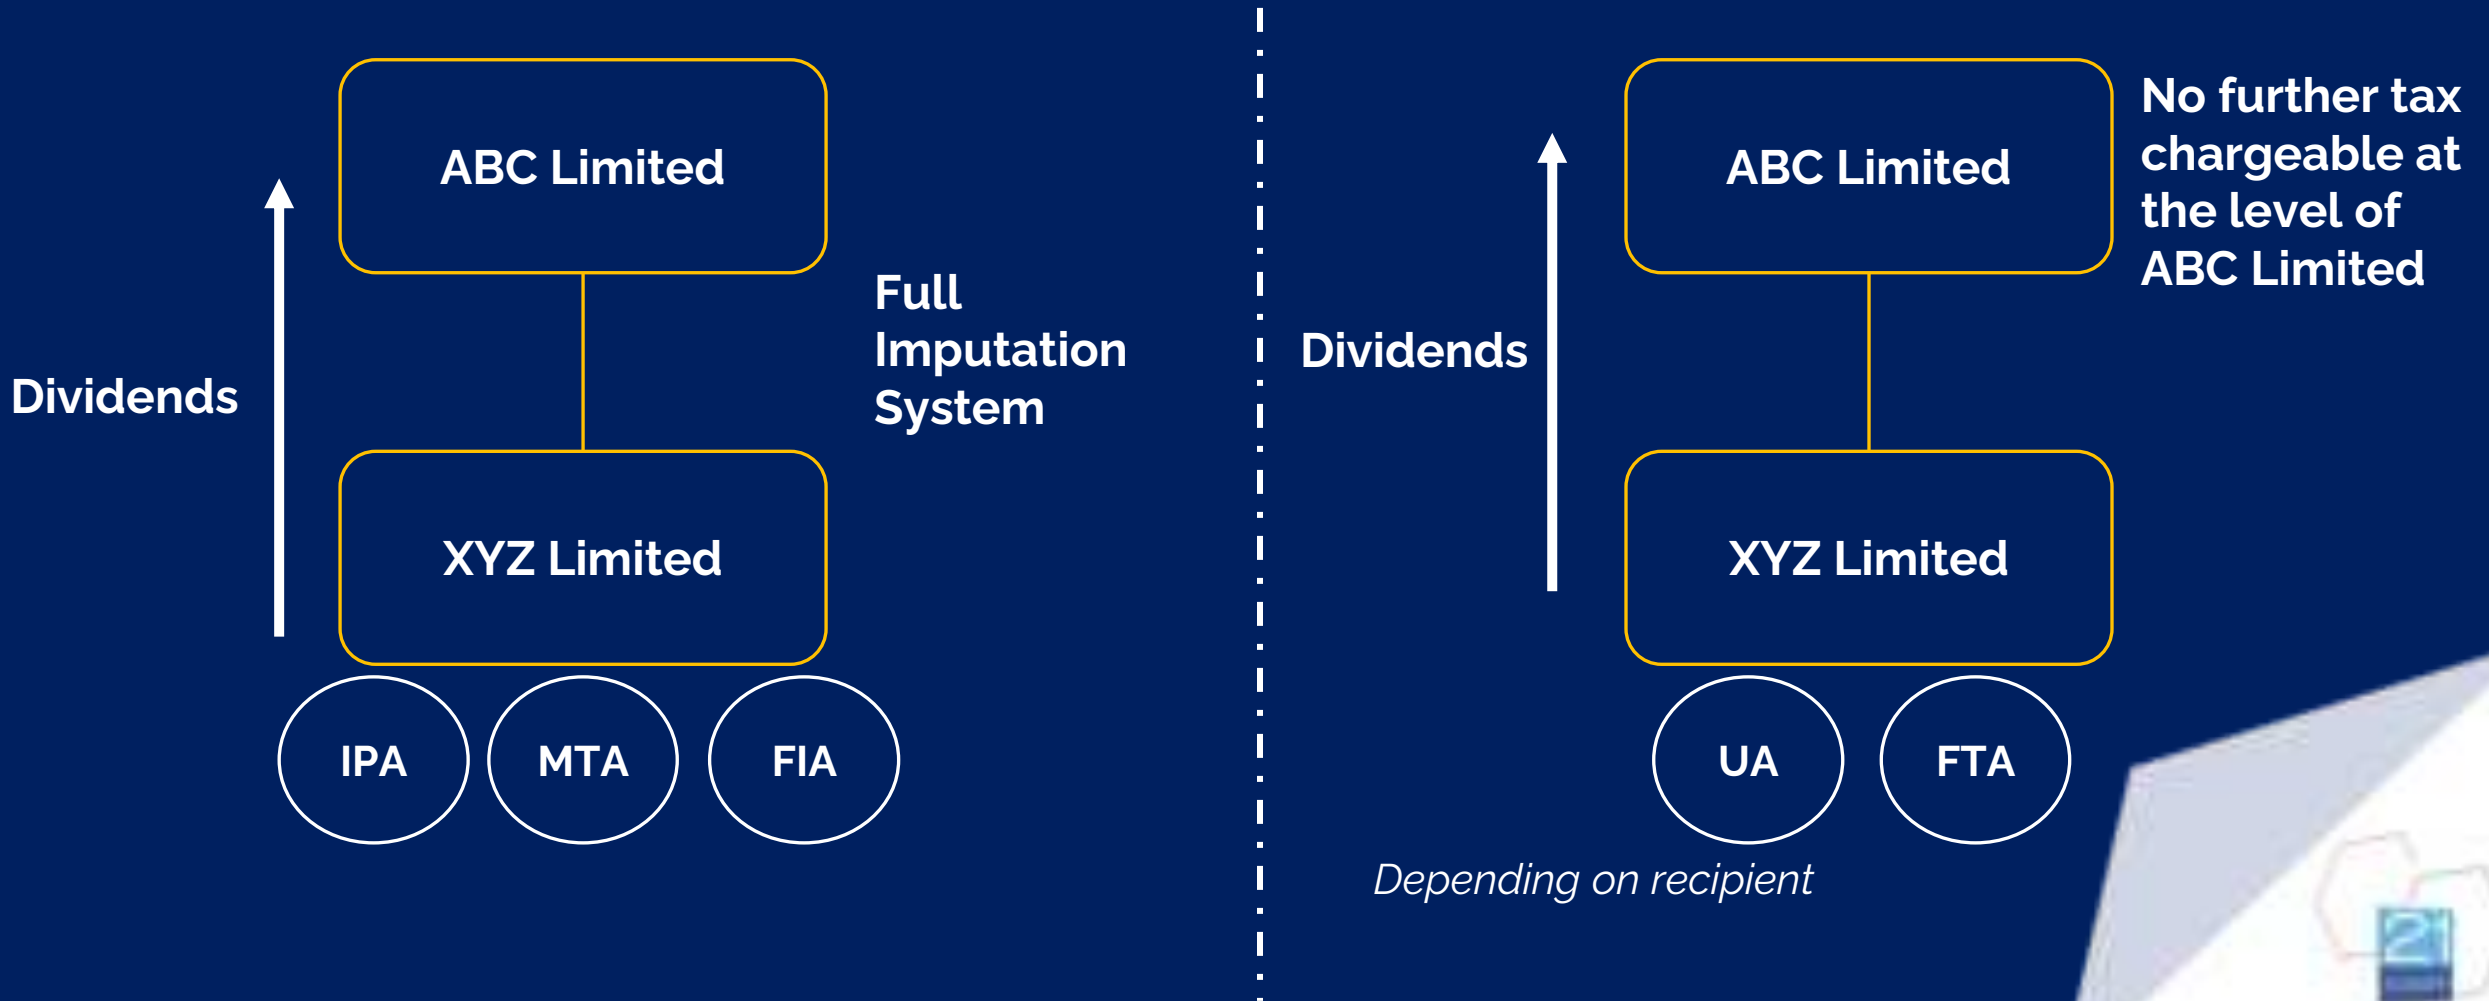 ABC Limited
Dividends
Full
Imputation
System
XYZ Limited
IPA
MTA
FIA
ABC Limited
No further tax
chargeable at
the level of
ABC Limited
Dividends
XYZ Limited
UA
FTA
Depending on recipient